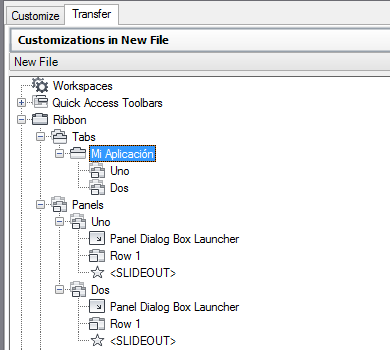 Customize Transfer
Customizations in New File
New File
Workspaces
Quick Access Toolbars
Ribbon
Tabs
Mi Aplicación
Uno
Dos
Panels
Uno
Panel Dialog Box Launcher
Row 1
<SLIDEOUT>
Dos
Panel Dialog Box Launcher
Row 1
<SLIDEOUT>